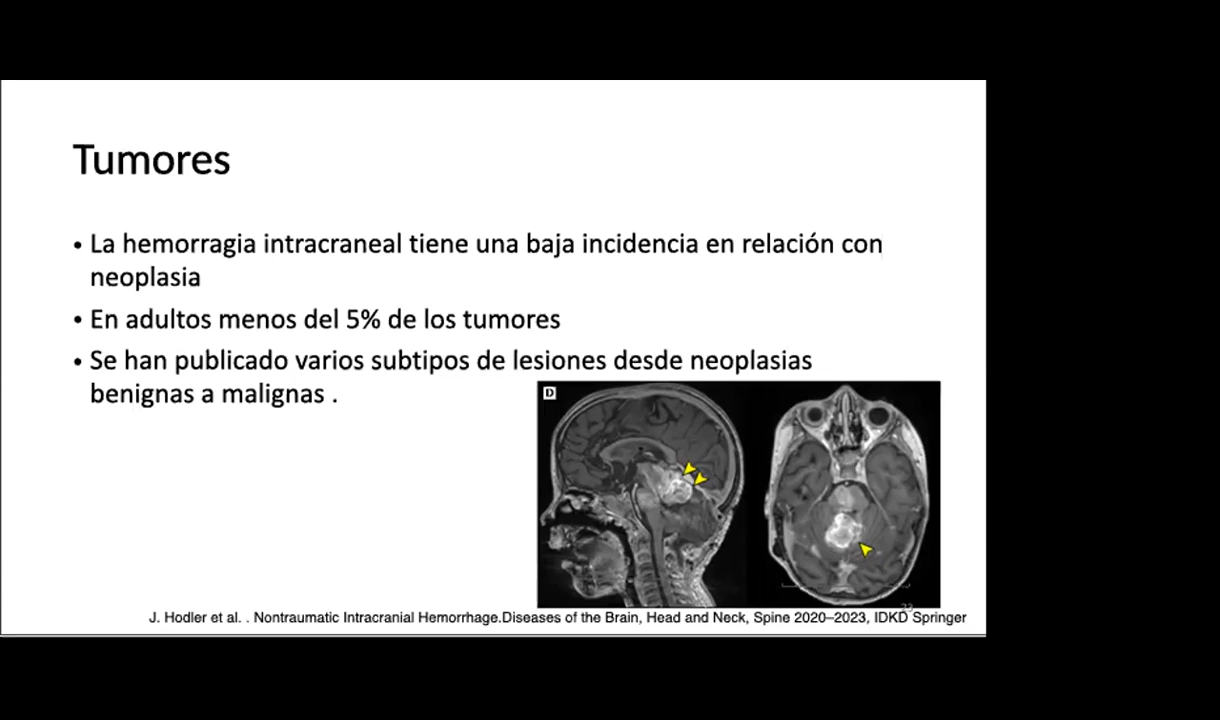 Tumores
• La hemorragia intracraneal tiene una baja incidencia en relación con
neoplasia
• En adultos menos del 5% de los tumores
• Se han publicado varios subtipos de lesiones desde neoplasias
benignas a malignas .
D
23
J. Hodler et al. . Nontraumatic Intracranial Hemorrhage.Diseases of the Brain, Head and Neck, Spine 2020–2023, IDKD Springer